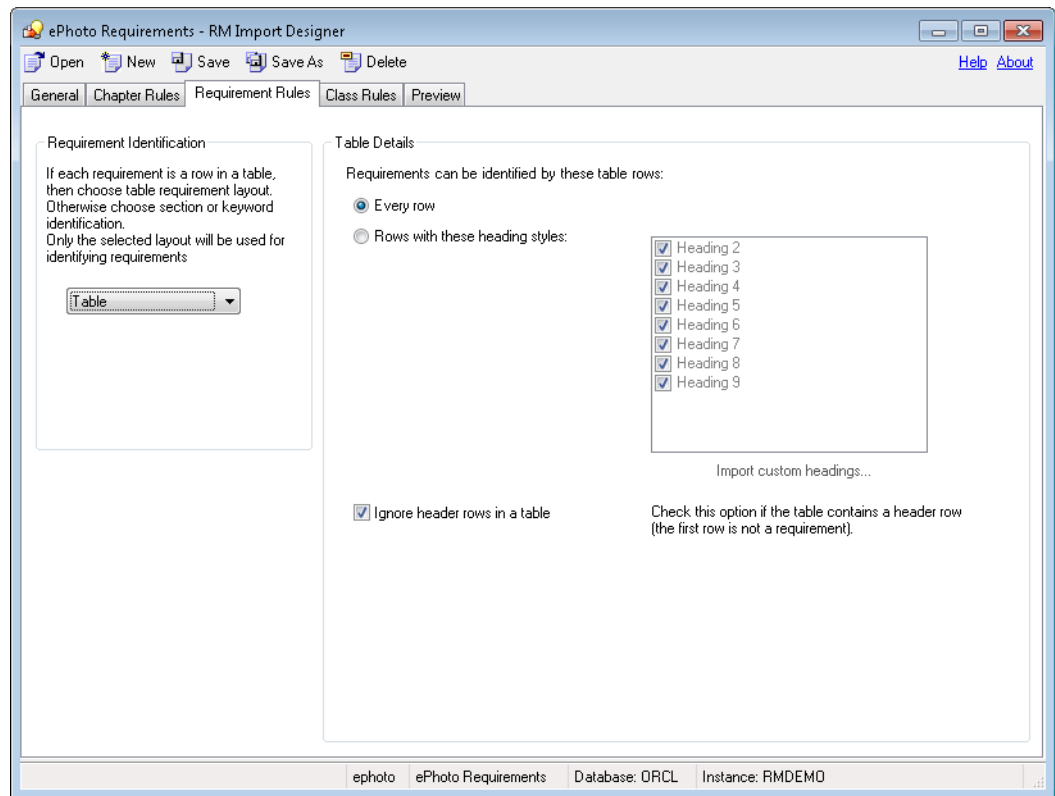 ePhoto Requirements - RM Import Designer
Open New Save Save As Delete Help About
General Chapter Rules Requirement Rules Class Rules Preview
Requirement Identification
If each requirement is a row in a table,
then choose table requirement layout.
Otherwise choose section or keyword
identification.
Only the selected layout will be used for
identifying requirements
Table
Table Details
Requirements can be identified by these table rows:
Every row
Rows with these heading styles:
Heading 2
Heading 3
Heading 4
Heading 5
Heading 6
Heading 7
Heading 8
Heading 9
Import custom headings...
Ignore header rows in a table
Check this option if the table contains a header row
(the first row is not a requirement).
ephoto ePhoto Requirements Database: ORCL Instance: RMDEMO